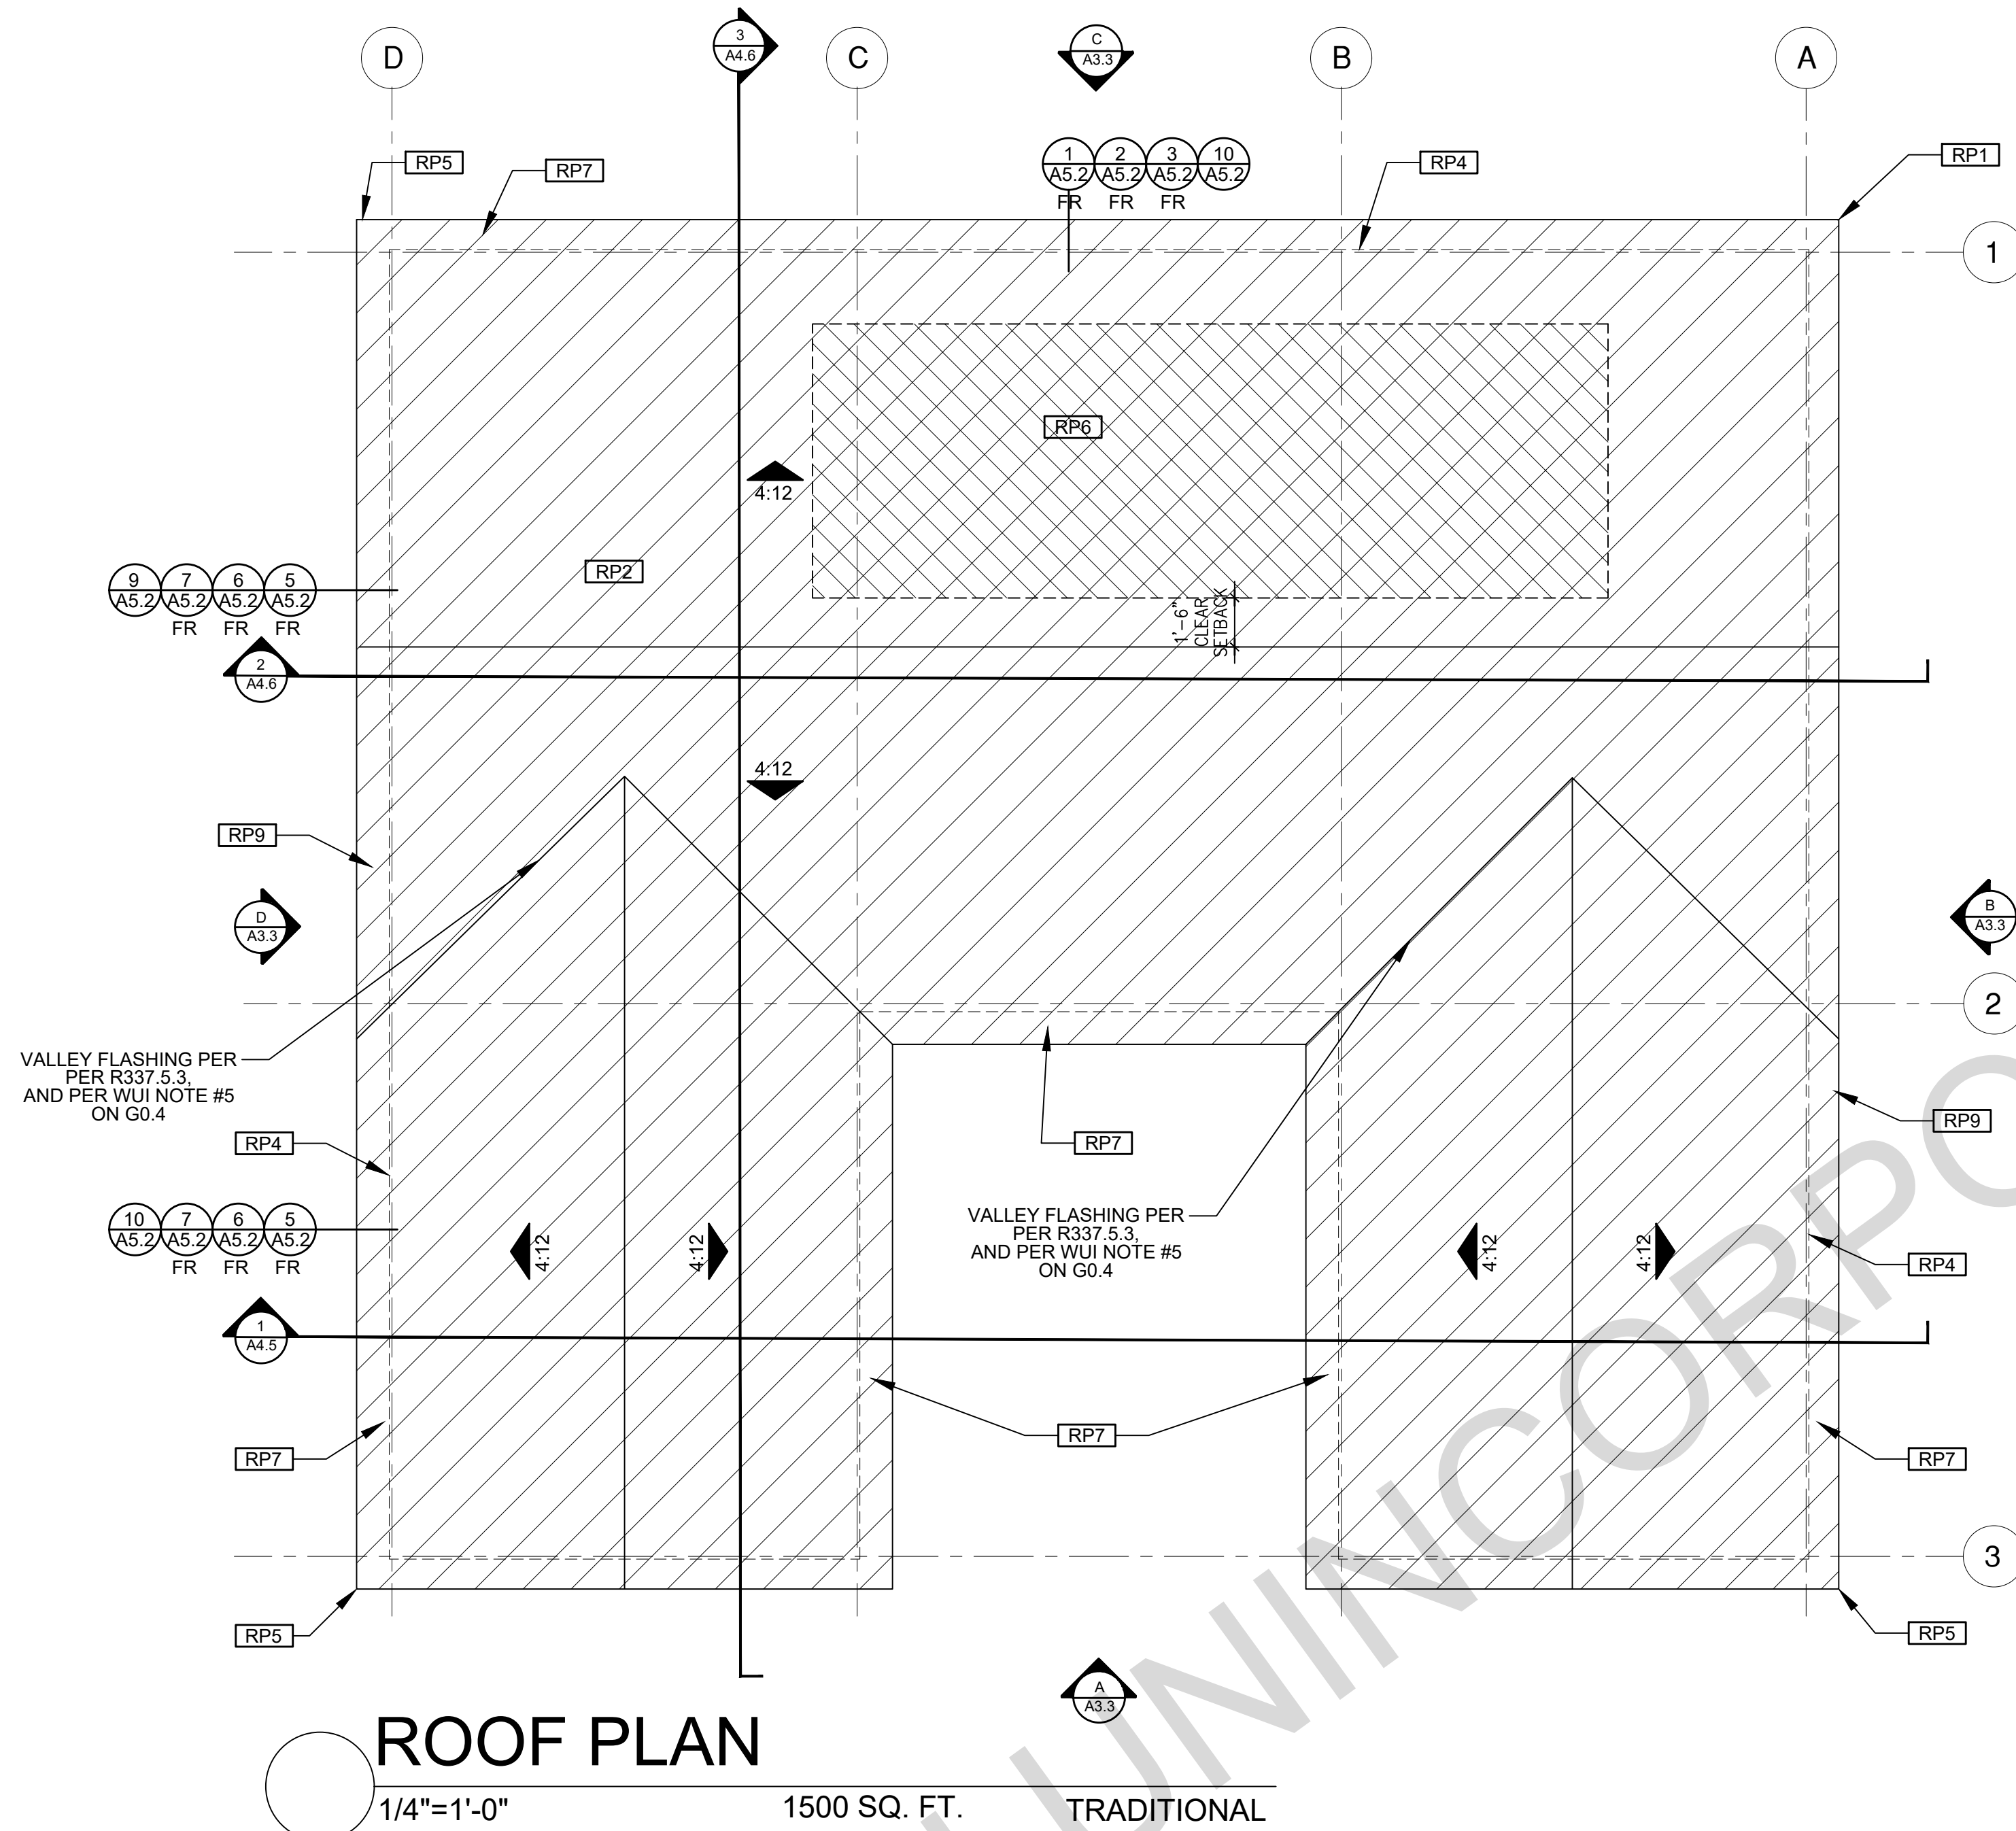 D
3
A4.6
C
C
A3.3
B
A
RP5
RP7
1
A5.2
FR
2
A5.2
FR
3
A5.2
FR
10
A5.2
RP4
RP1
1
RP6
4:12
RP2
9
A5.2
7
A5.2
FR
6
A5.2
FR
5
A5.2
FR
1'-6"
CLEAR
SETBACK
2
A4.6
4:12
RP9
D
A3.3
B
A3.3
2
VALLEY FLASHING PER
PER R337.5.3,
AND PER WUI NOTE #5
ON G0.4
RP4
RP7
RP9
10
A5.2
7
A5.2
FR
6
A5.2
FR
5
A5.2
FR
VALLEY FLASHING PER
PER R337.5.3,
AND PER WUI NOTE #5
ON G0.4
4:12
4:12
4:12
4:12
RP4
1
A4.5
RP7
RP7
RP7
3
RP5
RP5
A
A3.3
ROOF PLAN
1/4"=1'-0"
1500 SQ. FT.
TRADITIONAL